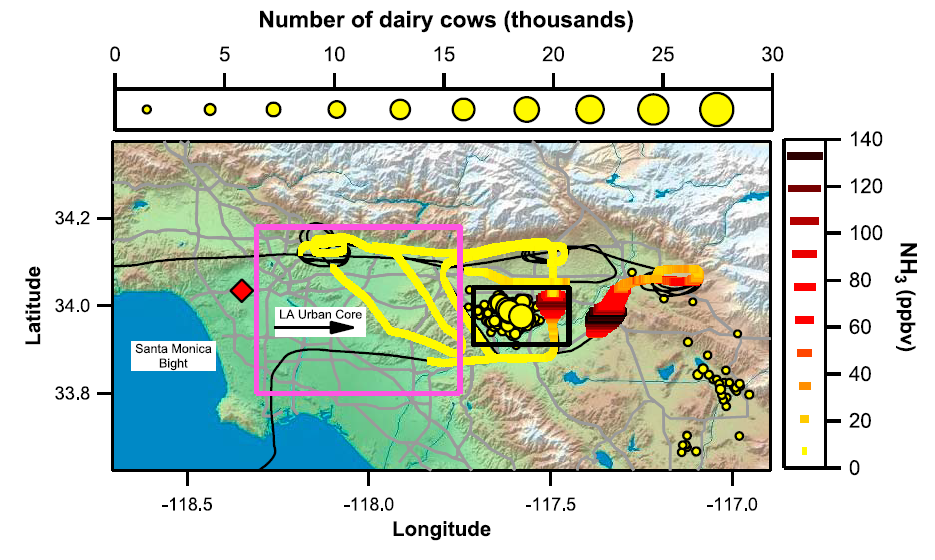 Number of dairy cows (thousands)
0 5 10 15 20 25 30
140
120
100
80
60
40
20
0
NH3 (ppbv)
34.2
34.0
33.8
Latitude
LA Urban Core
Santa Monica
Bight
-118.5 -118.0 -117.5 -117.0
Longitude